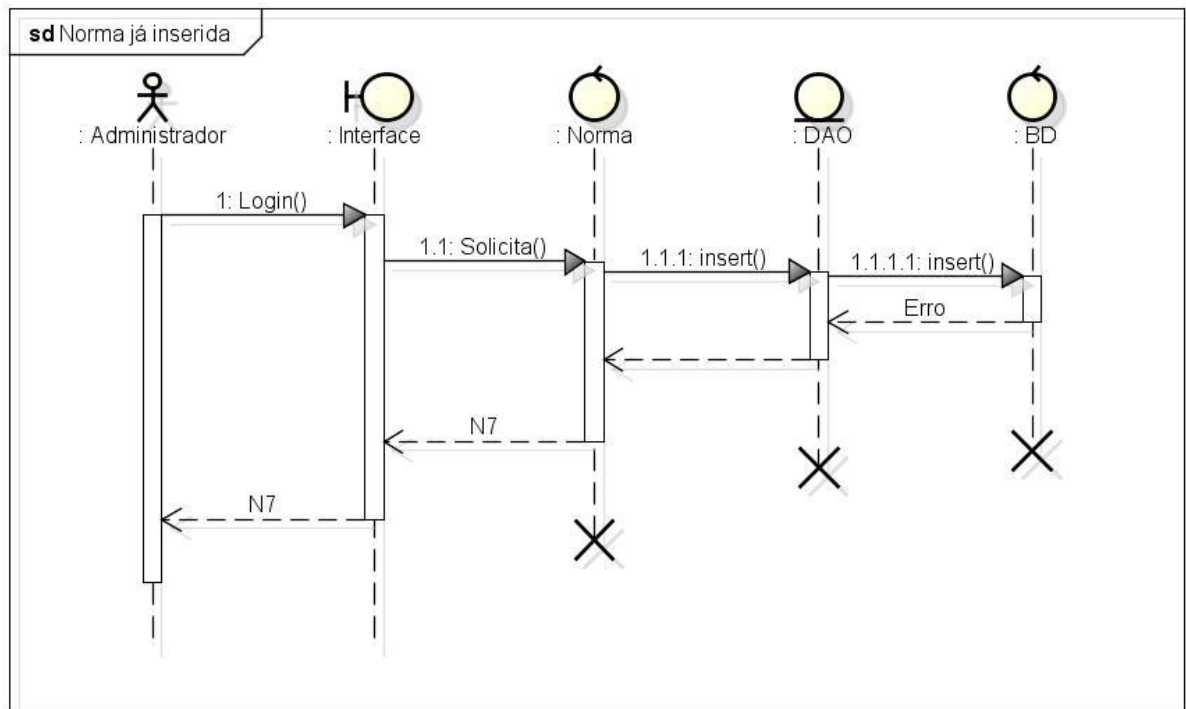 sd Norma já inserida
: Administrador
: Interface
: Norma
: DAO
: BD
1: Login()
1.1: Solicita()
1.1.1: insert()
1.1.1.1: insert()
Erro
N7
N7